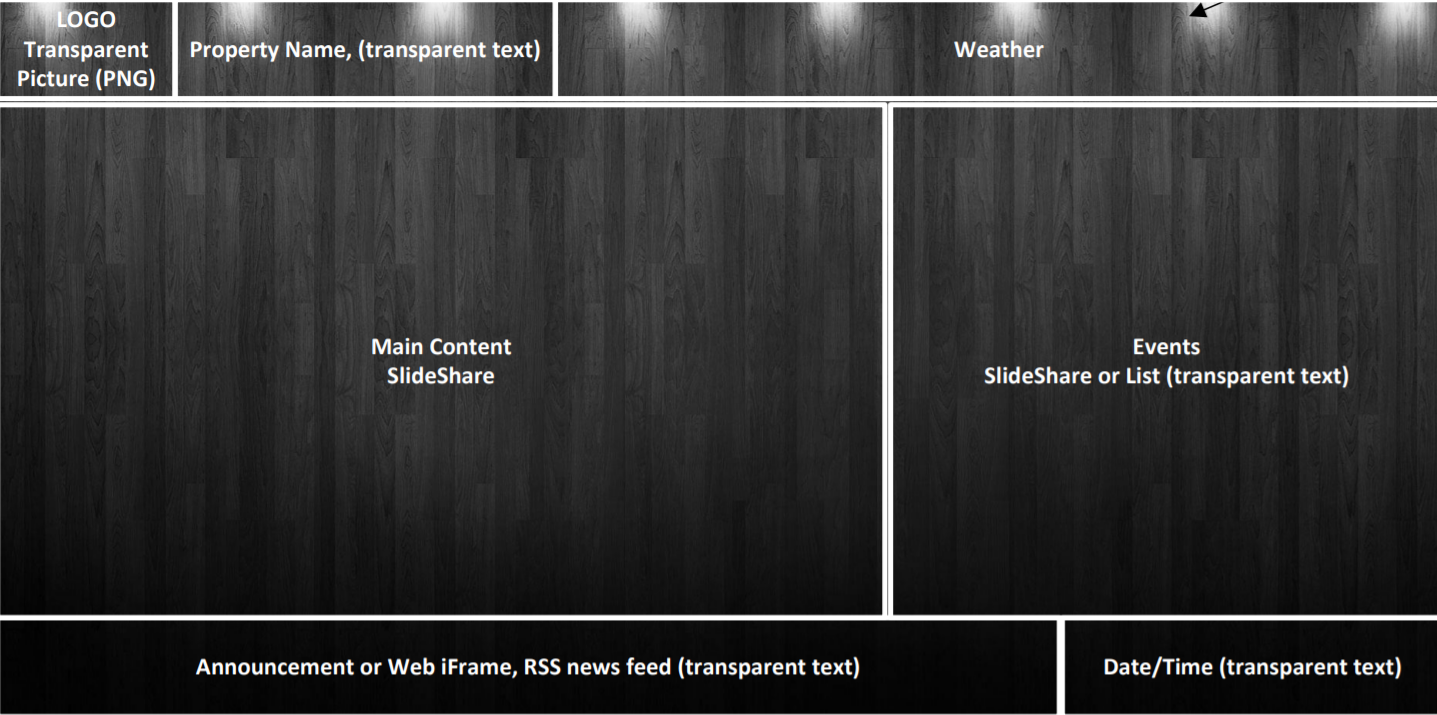 LOGO
Transparent
Picture (PNG)
Property Name, (transparent text)
Weather
Main Content
SlideShare
Events
SlideShare or List (transparent text)
Announcement or Web iFrame, RSS news feed (transparent text)
Date/Time (transparent text)